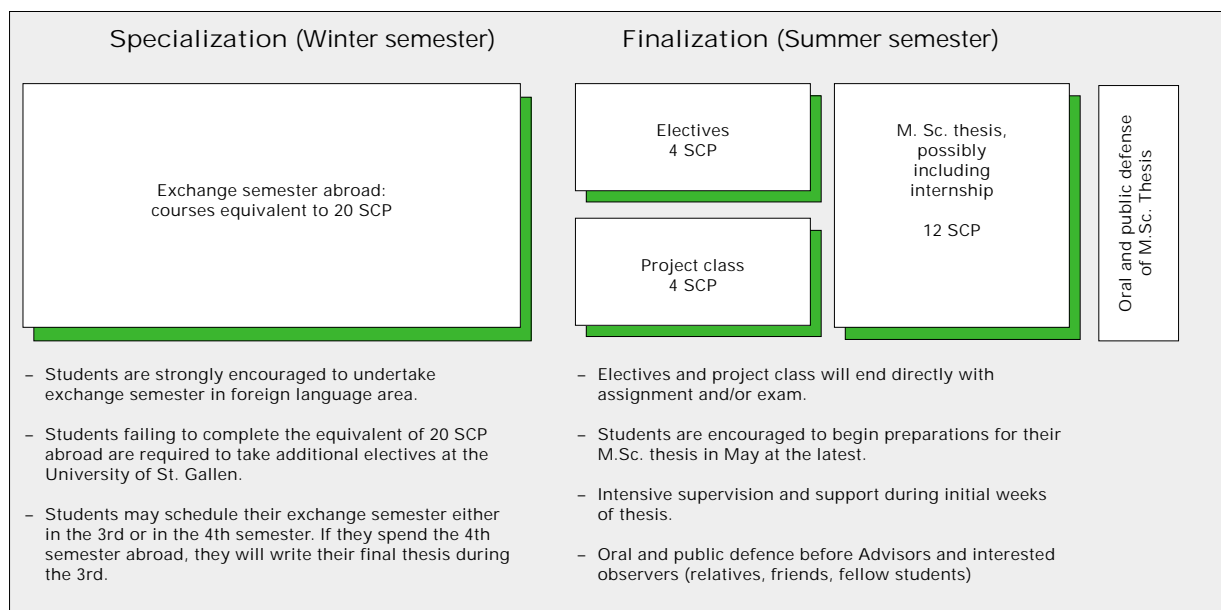 Specialization (Winter semester)
Exchange semester abroad:
courses equivalent to 20 SCP
– Students are strongly encouraged to undertake
exchange semester in foreign language area.
– Students failing to complete the equivalent of 20 SCP
abroad are required to take additional electives at the
University of St. Gallen.
– Students may schedule their exchange semester either
in the 3rd or in the 4th semester. If they spend the 4th
semester abroad, they will write their final thesis during
the 3rd.
Finalization (Summer semester)
Electives
4 SCP
Project class
4 SCP
M. Sc. thesis,
possibly
including
internship
12 SCP
Oral and public defense
of M.Sc. Thesis
– Electives and project class will end directly with
assignment and/or exam.
– Students are encouraged to begin preparations for their
M.Sc. thesis in May at the latest.
– Intensive supervision and support during initial weeks
of thesis.
– Oral and public defence before Advisors and interested
observers (relatives, friends, fellow students)